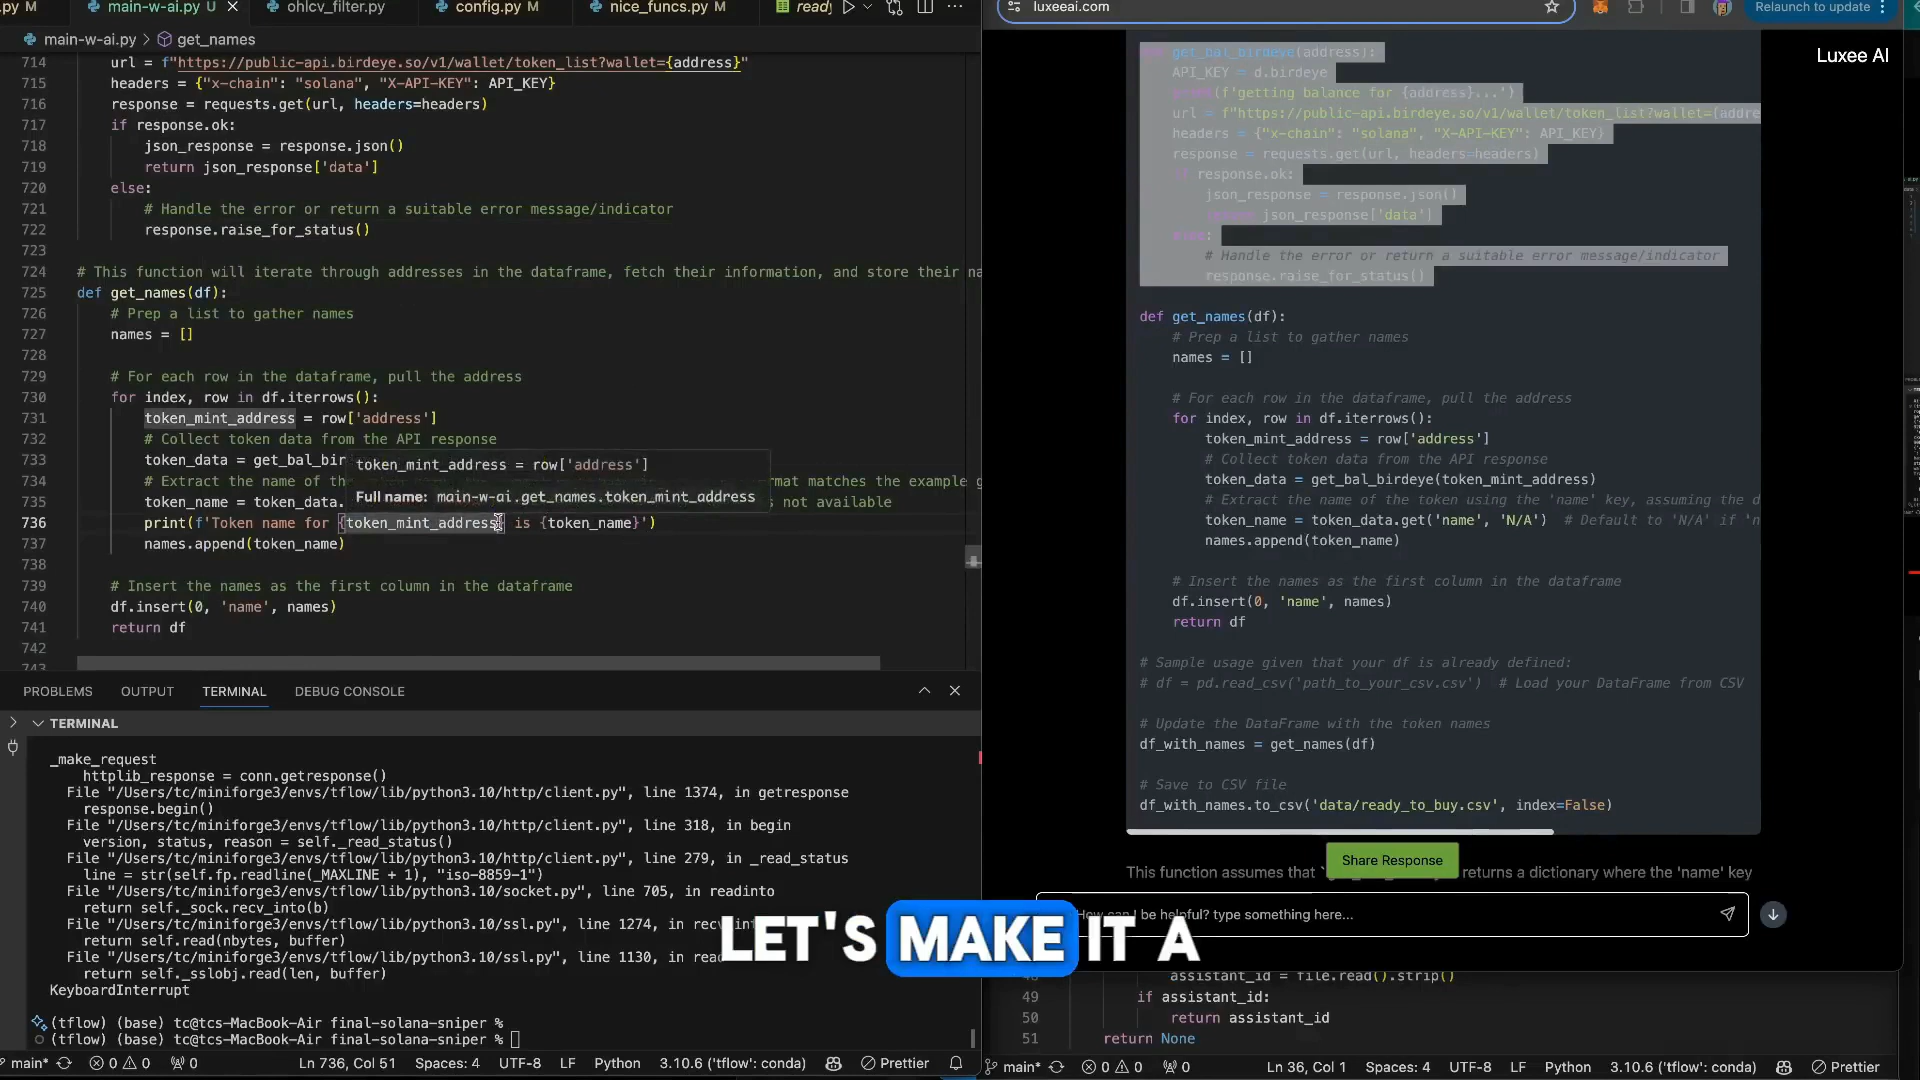 .py M
main-w-ai.py U
ohlcv_filter.py
config.py M
nice_funcs.py M
main-w-ai.py > get_names
714 url = f"https://public-api.birdeye.so/v1/wallet/token_list?wallet={address}"
715 headers = {"x-chain": "solana", "X-API-KEY": API_KEY}
716 response = requests.get(url, headers=headers)
717 if response.ok:
718 json_response = response.json()
719 return json_response['data']
720 else:
721 # Handle the error or return a suitable error message/indicator
722 response.raise_for_status()
723
724 # This function will iterate through addresses in the dataframe, fetch their information, and store their
725 def get_names(df):
726 # Prep a list to gather names
727 names = []
728
729 # For each row in the dataframe, pull the address
730 for index, row in df.iterrows():
731 token_mint_address = row['address']
732 # Collect token data from the API response
733 token_data =
token_mint_address = row['address']
734 # Extract the name of
format matches the example
Full name: main-w-ai.get_names.token_mint_address
735 token_name = token_data.
s not available
736 print(f'Token name for {token_mint_address} is {token_name}')
737 names.append(token_name)
738
739 # Insert the names as the first column in the dataframe
740 df.insert(0, 'name', names)
741 return df
742
743
PROBLEMS OUTPUT TERMINAL DEBUG CONSOLE
TERMINAL
_make_request
httplib_response = conn.getresponse()
File "/Users/tc/miniforge3/envs/tflow/lib/python3.10/http/client.py", line 1374, in getresponse
response.begin()
File "/Users/tc/miniforge3/envs/tflow/lib/python3.10/http/client.py", line 318, in begin
version, status, reason = self._read_status()
File "/Users/tc/miniforge3/envs/tflow/lib/python3.10/http/client.py", line 279, in _read_status
line = str(self.fp.readline(_MAXLINE + 1), "iso-8859-1")
File "/Users/tc/miniforge3/envs/tflow/lib/python3.10/socket.py", line 705, in readinto
return self._sock.recv_into(b)
File "/Users/tc/miniforge3/envs/tflow/lib/python3.10/ssl.py", line 1274, in
return self.read(nbytes, buffer)
File "/Users/tc/miniforge3/envs/tflow/lib/python3.10/ssl.py", line 1130, in
return self._sslobj.read(len, buffer)
KeyboardInterrupt
(tflow) (base) tc@tcs-MacBook-Air final-solana-sniper %
(tflow) (base) tc@tcs-MacBook-Air final-solana-sniper %
main* 0 0 0 Ln 736, Col 51 Spaces: 4 UTF-8 LF Python 3.10.6 ('tflow': conda) Prettier
luxeeai.com
Relaunch to update
Luxee AI
def get_bal_birdeye(address):
API_KEY = d.birdeye
print(f'getting balance for {address}...')
url = f"https://public-api.birdeye.so/v1/wallet/token_list?wallet={addre
headers = {"x-chain": "solana", "X-API-KEY": API_KEY}
response = requests.get(url, headers=headers)
if response.ok:
json_response = response.json()
return json_response['data']
else:
# Handle the error or return a suitable error message/indicator
response.raise_for_status()
def get_names(df):
# Prep a list to gather names
names = []
# For each row in the dataframe, pull the address
for index, row in df.iterrows():
token_mint_address = row['address']
# Collect token data from the API response
token_data = get_bal_birdeye(token_mint_address)
# Extract the name of the token using the 'name' key, assuming the d
token_name = token_data.get('name', 'N/A') # Default to 'N/A' if 'n
names.append(token_name)
# Insert the names as the first column in the dataframe
df.insert(0, 'name', names)
return df
# Sample usage given that your df is already defined:
# df = pd.read_csv('path_to_your_csv.csv') # Load your DataFrame from CSV
# Update the DataFrame with the token names
df_with_names = get_names(df)
# Save to CSV file
df_with_names.to_csv('data/ready_to_buy.csv', index=False)
Share Response
This function assumes that
returns a dictionary where the 'name' key
How can I be helpful? type something here...
LET'S MAKE IT A
assistant_id = file.read().strip()
49 if assistant_id:
50 return assistant_id
51 return None
main* 0 0 0 Ln 36, Col 1 Spaces: 4 UTF-8 LF Python 3.10.6 ('tflow': conda) Prettier